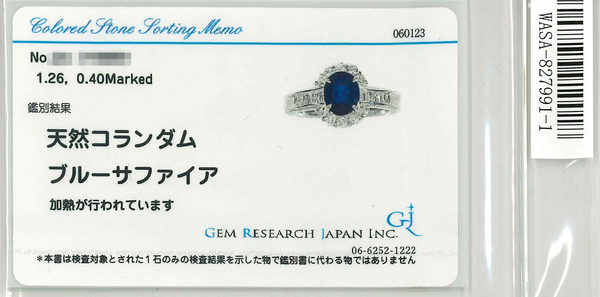 Colored Stone Sorting Memo
060123
No
1.26, 0.40Marked
鑑別結果
天然コランダム
ブルーサファイア
加熱が行われています
GJ
GEM RESEARCH JAPAN INC.
06-6252-1222
*本書は検査対象とされた1石のみの検査結果を示した物で鑑別書に代わる物ではありません
WASA-827991-1